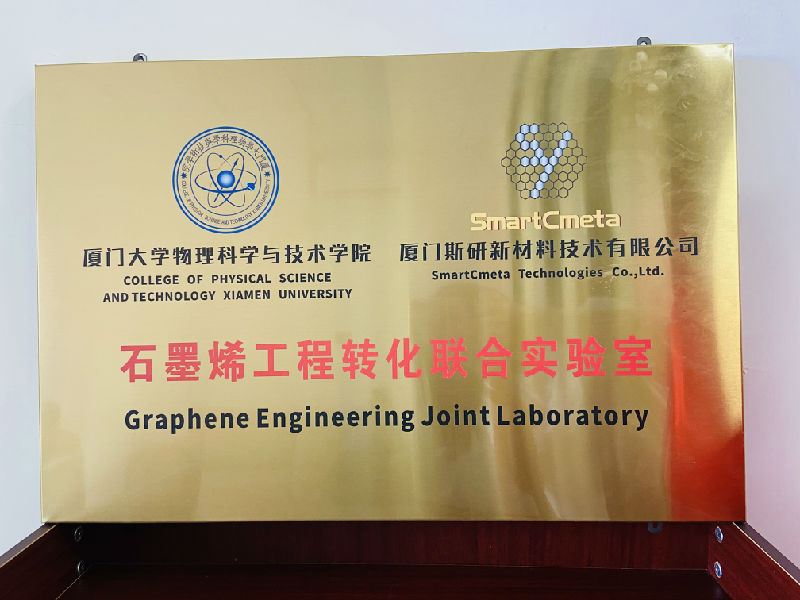 SmartCmeta
厦门大学物理科学与技术学院
COLLEGE OF PHYSICAL SCIENCE
AND TECHNOLOGY XIAMEN UNIVERSITY
厦门斯研新材料技术有限公司
SmartCmeta Technologies Co.,Ltd.
石墨烯工程转化联合实验室
Graphene Engineering Joint Laboratory